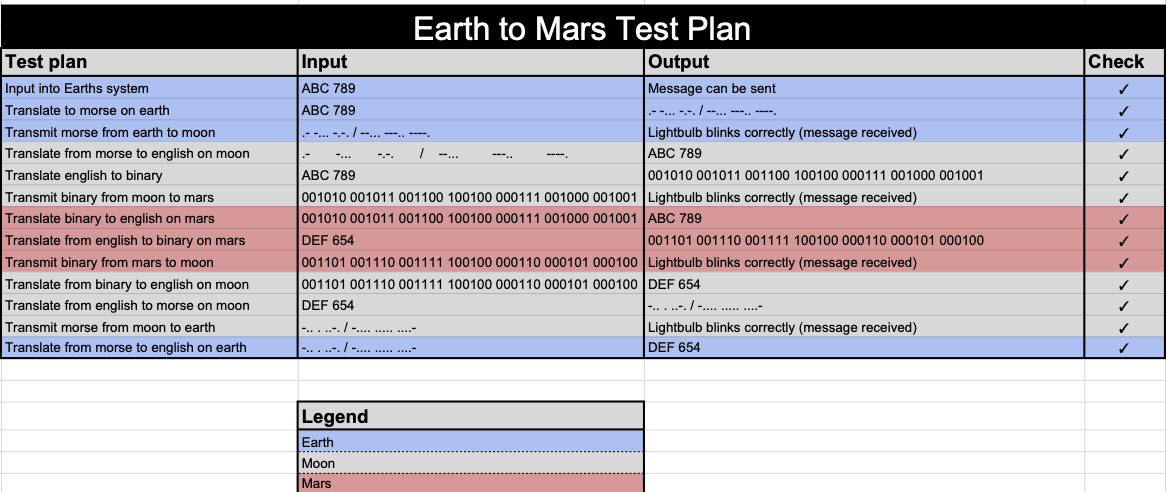 Earth to Mars Test Plan
Test plan Input Output Check
Input into Earths system ABC 789 Message can be sent ✓
Translate to morse on earth ABC 789 .- -... -.-. / --... ---.. ----. ✓
Transmit morse from earth to moon .- -... -.-. / --... ---.. ----. Lightbulb blinks correctly (message received) ✓
Translate from morse to english on moon .- -... -.-. / --... ---.. ----. ABC 789 ✓
Translate english to binary ABC 789 001010 001011 001100 100100 000111 001000 001001 ✓
Transmit binary from moon to mars 001010 001011 001100 100100 000111 001000 001001 Lightbulb blinks correctly (message received) ✓
Translate binary to english on mars 001010 001011 001100 100100 000111 001000 001001 ABC 789 ✓
Translate from english to binary on mars DEF 654 001101 001110 001111 100100 000110 000101 000100 ✓
Transmit binary from mars to moon 001101 001110 001111 100100 000110 000101 000100 Lightbulb blinks correctly (message received) ✓
Translate from binary to english on moon 001101 001110 001111 100100 000110 000101 000100 DEF 654 ✓
Translate from english to morse on moon DEF 654 -.. . ..-. / -.... ..... ....- ✓
Transmit morse from moon to earth -.. . ..-. / -.... ..... ....- Lightbulb blinks correctly (message received) ✓
Translate from morse to english on earth -.. . ..-. / -.... ..... ....- DEF 654 ✓
Legend
Earth
Moon
Mars